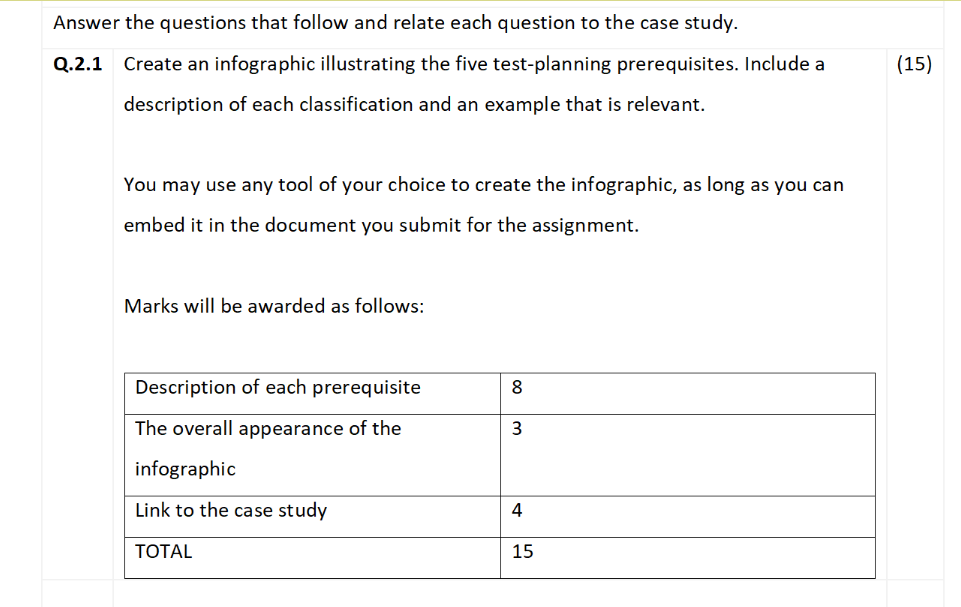 Answer the questions that follow and relate each question to the case study.
Q.2.1 Create an infographic illustrating the five test-planning prerequisites. Include a (15)
description of each classification and an example that is relevant.
You may use any tool of your choice to create the infographic, as long as you can
embed it in the document you submit for the assignment.
Marks will be awarded as follows:
Description of each prerequisite 8
The overall appearance of the 3
infographic
Link to the case study 4
TOTAL 15